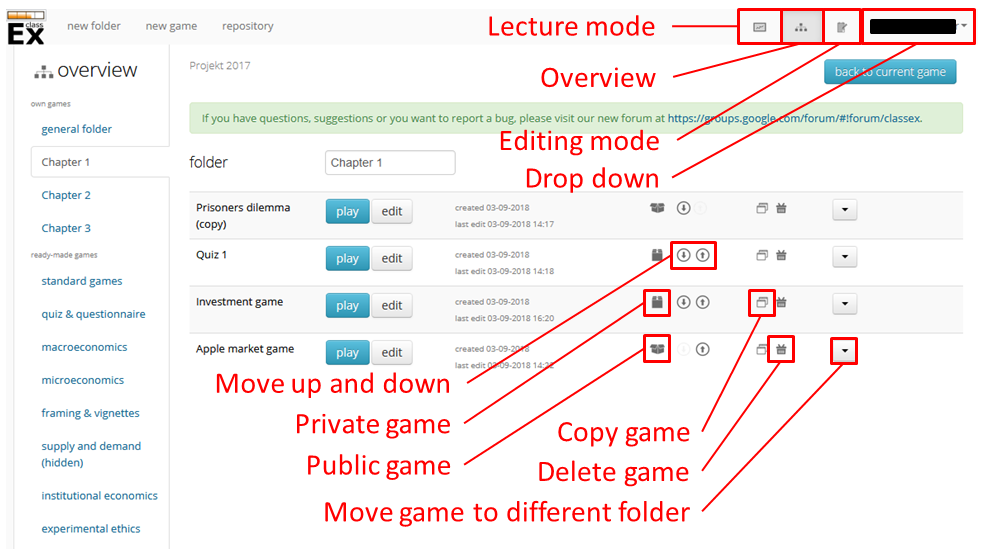 class
Ex
new folder
new game
repository
Lecture mode
overview
Projekt 2017
Overview
back to current game
own games
general folder
If you have questions, suggestions or you want to report a bug, please visit our new forum at https://groups.google.com/forum/#!forum/classex.
Editing mode
Chapter 1
folder
Chapter 1
Drop down
Chapter 2
Prisoners dilemma
(copy)
play
edit
created 03-09-2018
last edit 03-09-2018 14:17
Chapter 3
ready-made games
Quiz 1
play
edit
created 03-09-2018
last edit 03-09-2018 14:18
standard games
Investment game
play
edit
created 03-09-2018
last edit 03-09-2018 16:20
quiz & questionnaire
macroeconomics
Apple market game
play
edit
created 03-09-2018
last edit 03-09-2018 14:22
microeconomics
Move up and down
framing & vignettes
Private game
Copy game
supply and demand
(hidden)
Public game
Delete game
institutional economics
Move game to different folder
experimental ethics